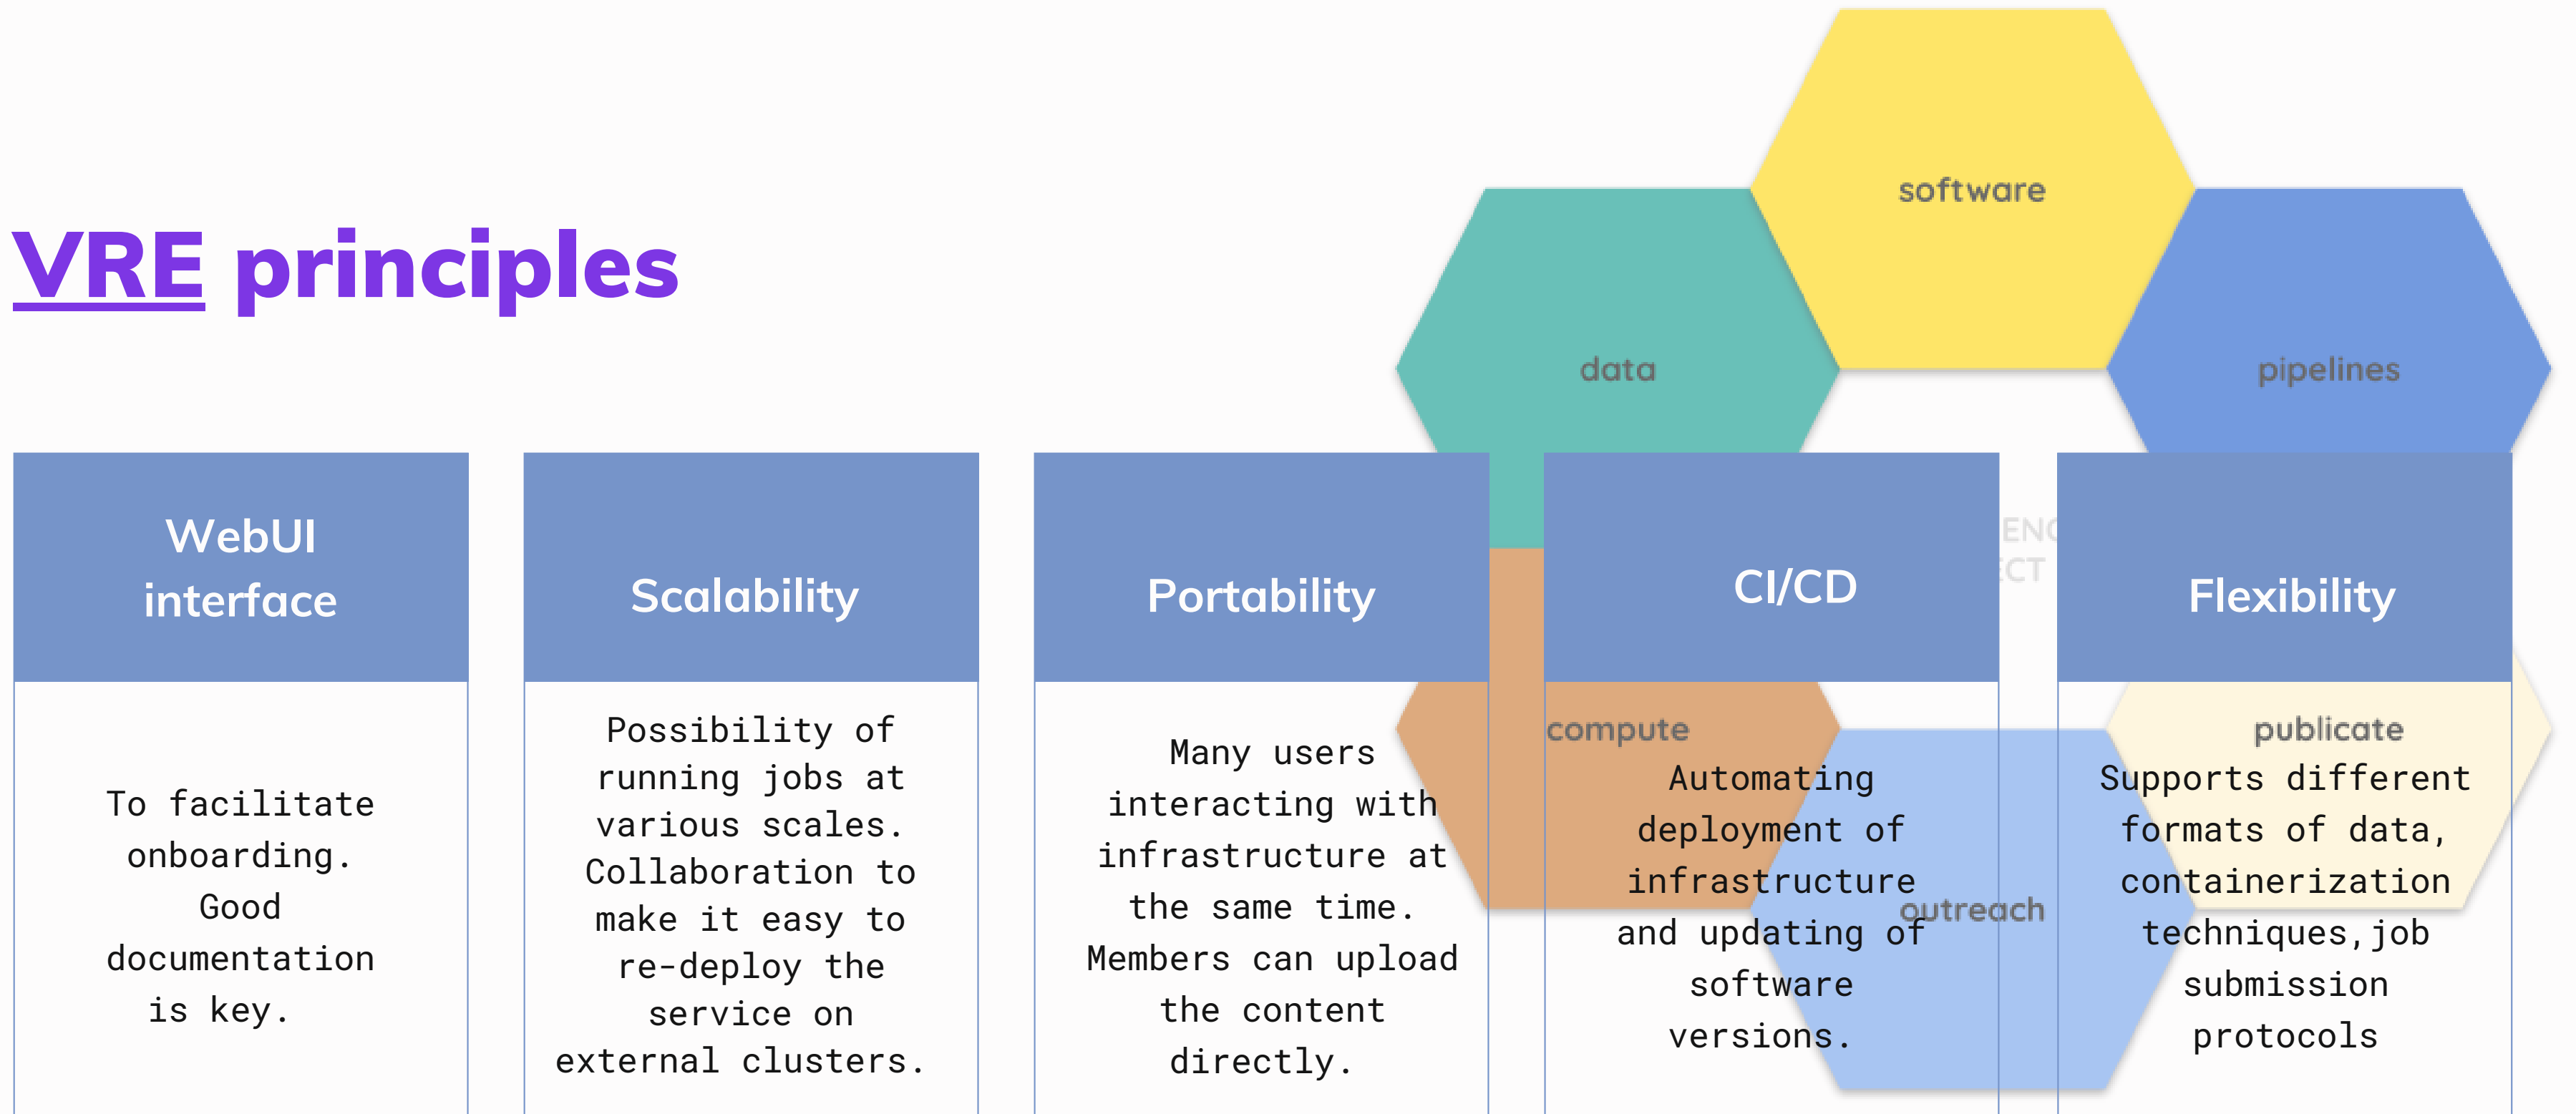 software
data
pipelines
VRE principles
WebUI
interface
To facilitate
onboarding.
Good
documentation
is key.
Scalability
Possibility of
running jobs at
various scales.
Collaboration to
make it easy to
re-deploy the
service on
external clusters.
Portability
Many users
interacting with
infrastructure at
the same time.
Members can upload
the content
directly.
CI/CD
compute
Automating
deployment of
infrastructure
and updating of
software
versions.
outreach
Flexibility
publicate
Supports different
formats of data,
containerization
techniques,job
submission
protocols